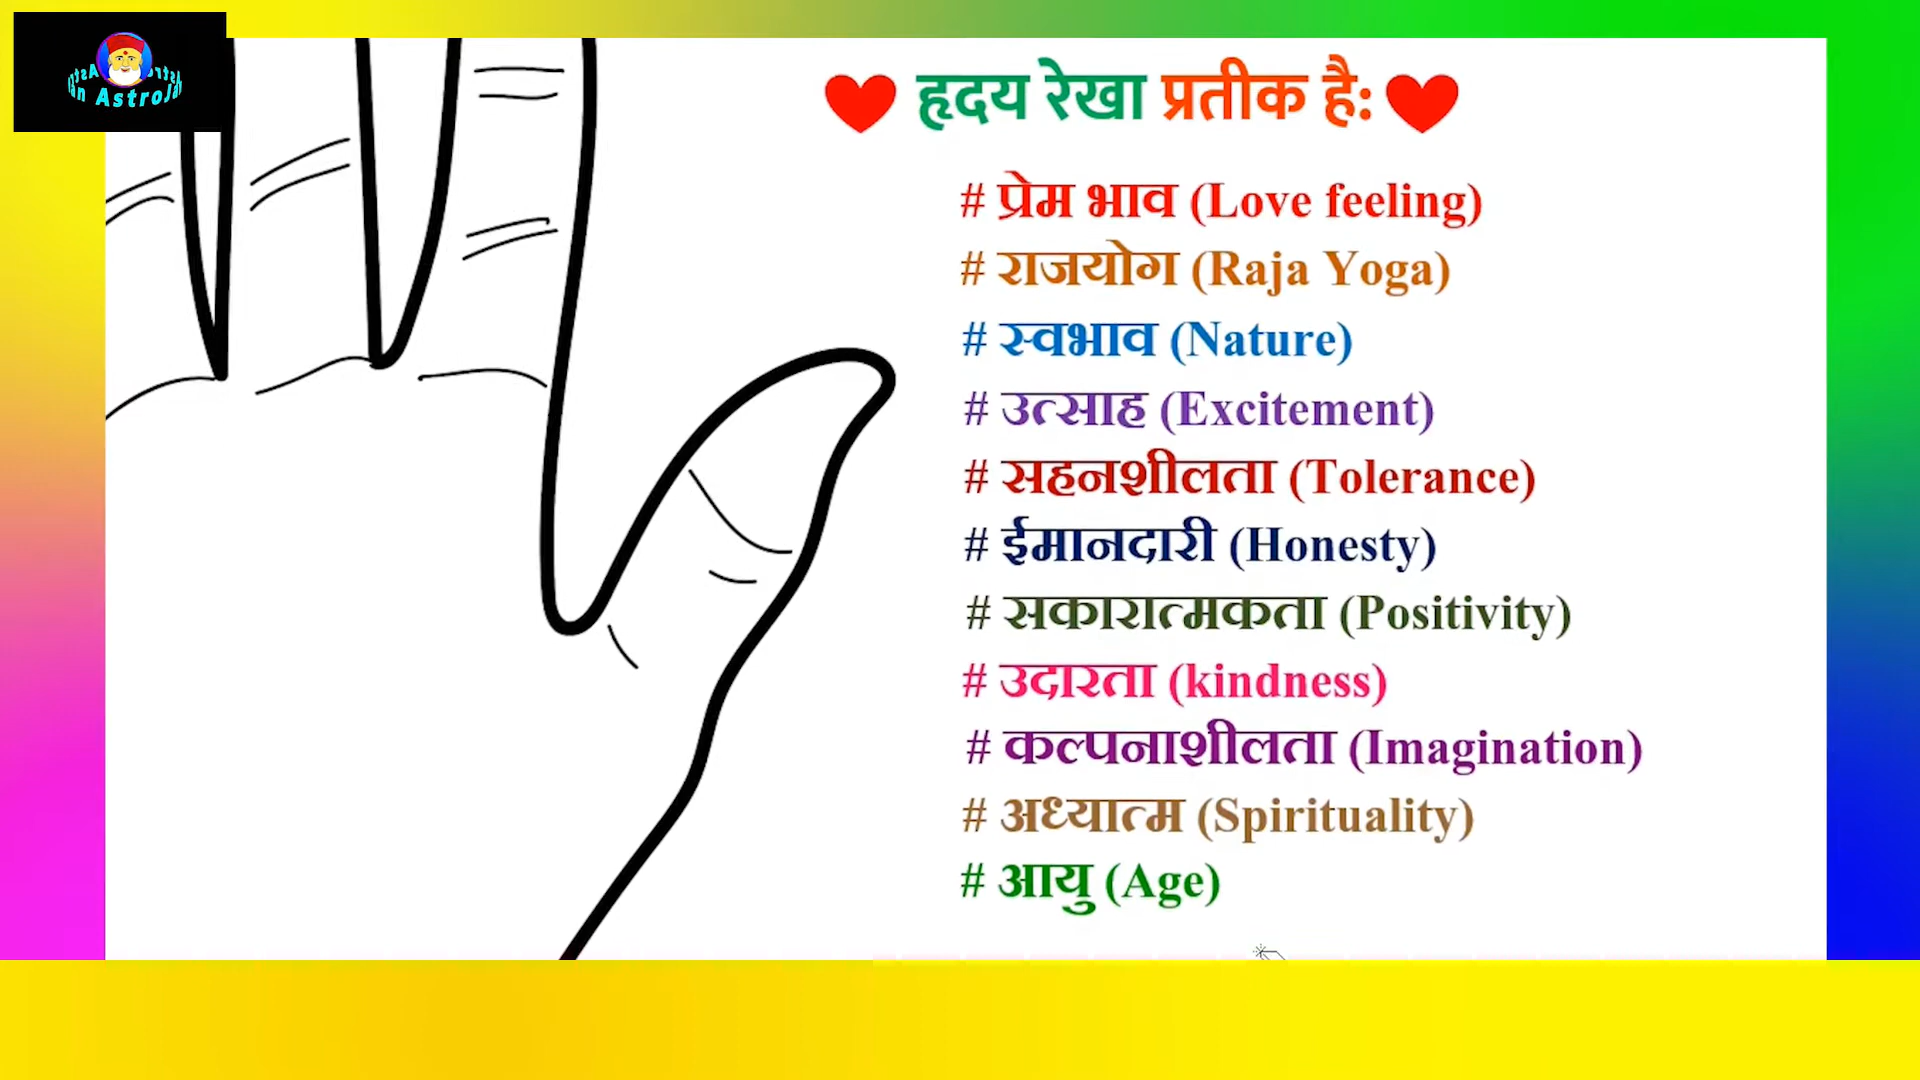 हृदय रेखा प्रतीक है:
# प्रेम भाव (Love feeling)
# राजयोग (Raja Yoga)
# स्वभाव (Nature)
# उत्साह (Excitement)
# सहनशीलता (Tolerance)
# ईमानदारी (Honesty)
# सकारात्मकता (Positivity)
# उदारता (kindness)
# कल्पनाशीलता (Imagination)
# अध्यात्म (Spirituality)
# आयु (Age)